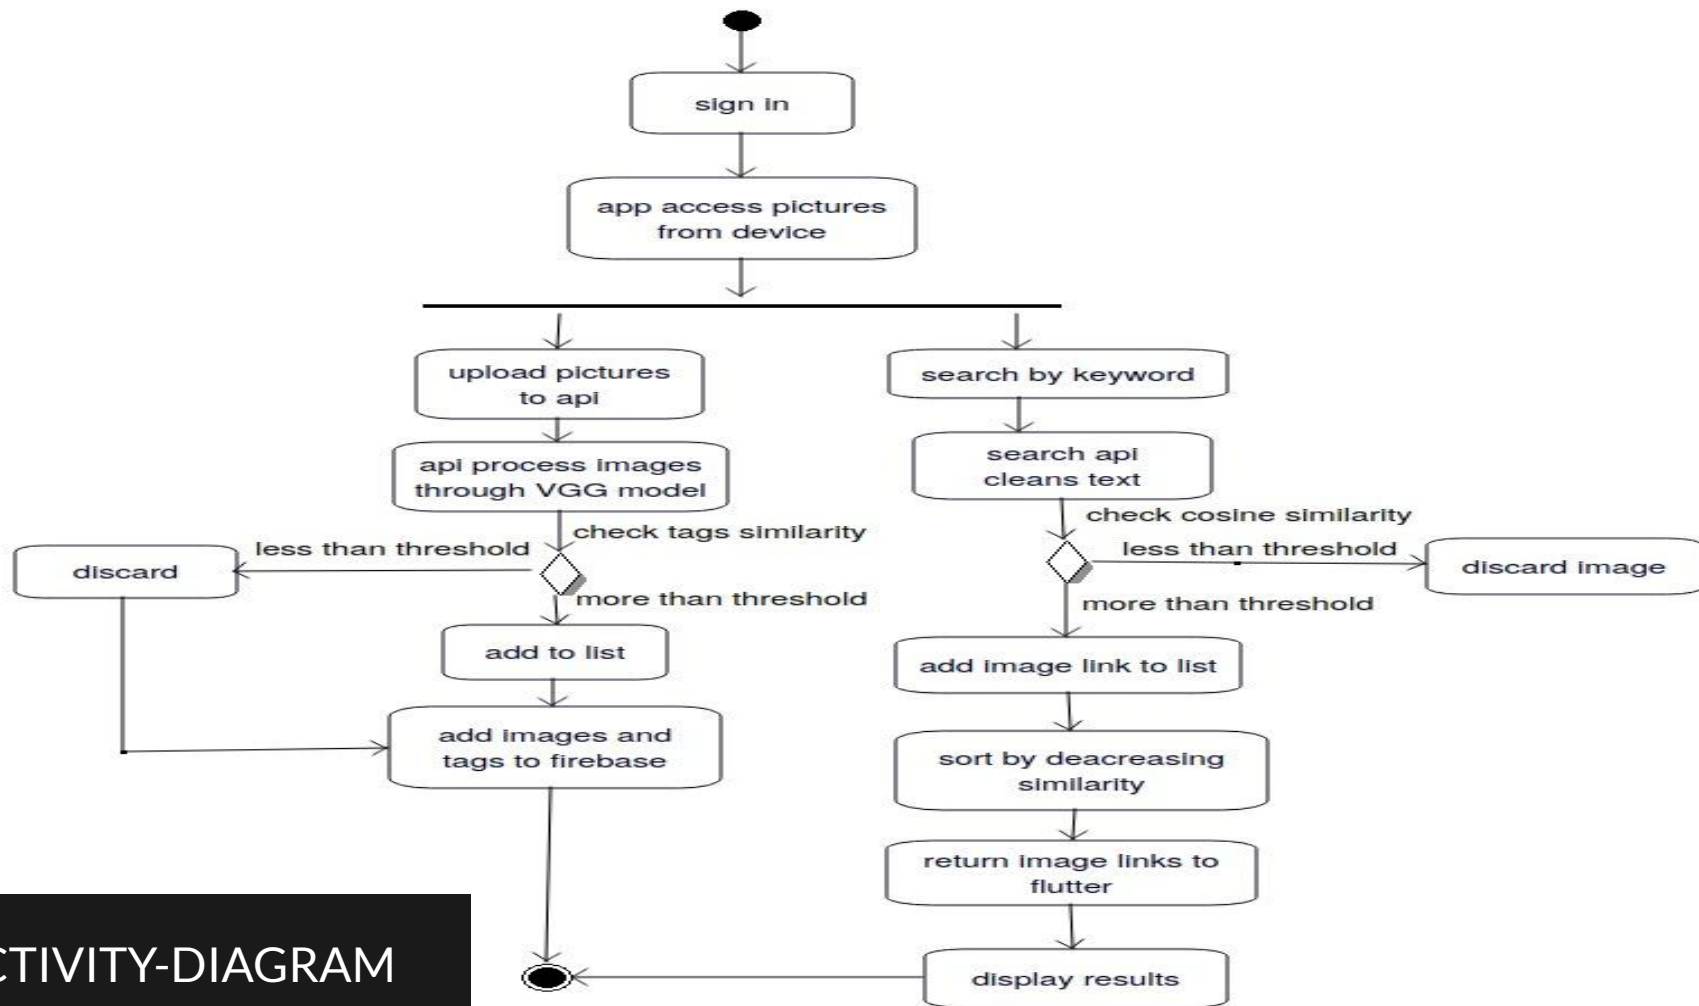 sign in
app access pictures
from device
upload pictures
to api
search by keyword
api process images
through VGG model
search api
cleans text
check tags similarity
check cosine similarity
less than threshold
less than threshold
discard
discard image
more than threshold
more than threshold
add to list
add image link to list
add images and
tags to firebase
sort by deacreasing
similarity
return image links to
flutter
display results
CTIVITY-DIAGRAM